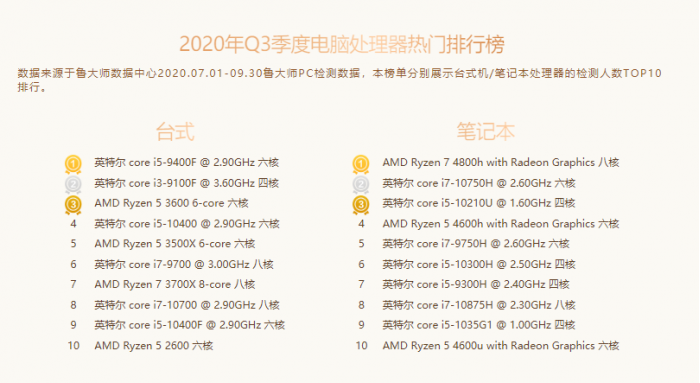 2020年Q3季度电脑处理器热门排行榜
数据来源于鲁大师数据中心2020.07.01-09.30鲁大师PC检测数据，本榜单分别展示台式机/笔记本处理器的检测人数TOP10
排行。
台式
1 英特尔 core i5-9400F @ 2.90GHz 六核
2 英特尔 core i3-9100F @ 3.60GHz 四核
3 AMD Ryzen 5 3600 6-core 六核
4 英特尔 core i5-10400 @ 2.90GHz 六核
5 AMD Ryzen 5 3500X 6-core 六核
6 英特尔 core i7-9700 @ 3.00GHz 八核
7 AMD Ryzen 7 3700X 8-core 八核
8 英特尔 core i7-10700 @ 2.90GHz 八核
9 英特尔 core i5-10400F @ 2.90GHz 六核
10 AMD Ryzen 5 2600 六核
笔记本
1 AMD Ryzen 7 4800h with Radeon Graphics 八核
2 英特尔 core i7-10750H @ 2.60GHz 六核
3 英特尔 core i5-10210U @ 1.60GHz 四核
4 AMD Ryzen 5 4600h with Radeon Graphics 六核
5 英特尔 core i7-9750H @ 2.60GHz 六核
6 英特尔 core i5-10300H @ 2.50GHz 四核
7 英特尔 core i5-9300H @ 2.40GHz 四核
8 英特尔 core i7-10875H @ 2.30GHz 八核
9 英特尔 core i5-1035G1 @ 1.00GHz 四核
10 AMD Ryzen 5 4600u with Radeon Graphics 六核